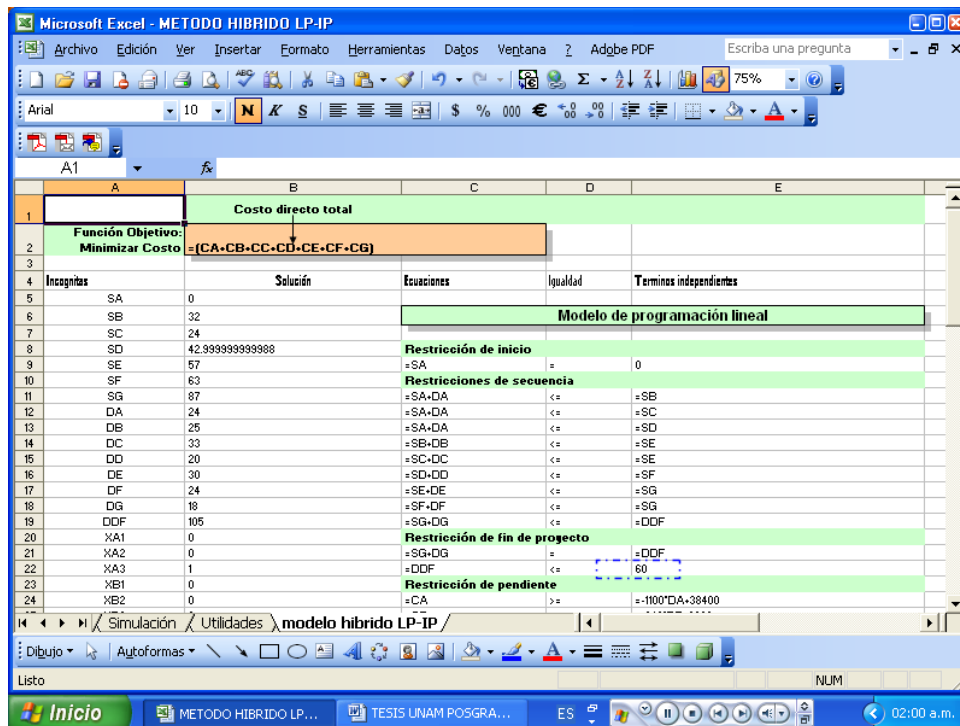 Microsoft Excel - METODO HIBRIDO LP-IP
Archivo Edición Ver Insertar Formato Herramientas Datos Ventana ? Adobe PDF Escriba una pregunta
75%
Arial 10 N K S $ % 000 €
A1 fx
A B C D E
1 Costo directo total
Función Objetivo:
2 Minimizar Costo =(CA+CB+CC+CD+CE+CF+CG)
3
4 Incognitas Solución Ecuaciones Igualdad Terminos independientes
5 SA 0
6 SB 32 Modelo de programación lineal
7 SC 24
8 SD 42.999999999988 Restricción de inicio
9 SE 57 =SA = 0
10 SF 63 Restricciones de secuencia
11 SG 87 =SA+DA <= =SB
12 DA 24 =SA+DA <= =SC
13 DB 25 =SA+DA <= =SD
14 DC 33 =SB+DB <= =SE
15 DD 20 =SC+DC <= =SE
16 DE 30 =SD+DD <= =SF
17 DF 24 =SE+DE <= =SG
18 DG 18 =SF+DF <= =SG
19 DDF 105 =SG+DG <= =DDF
20 XA1 0 Restricción de fin de proyecto
21 XA2 0 =SG+DG = =DDF
22 XA3 1 =DDF <= 60
23 XB1 0 Restricción de pendiente
24 XB2 0 =CA >= =-1100*DA+38400
Simulación Utilidades modelo hibrido LP-IP
Dibujo Autoformas
Listo NUM
Inicio METODO HIBRIDO LP... TESIS UNAM POSGRA... ES 02:00 a.m.